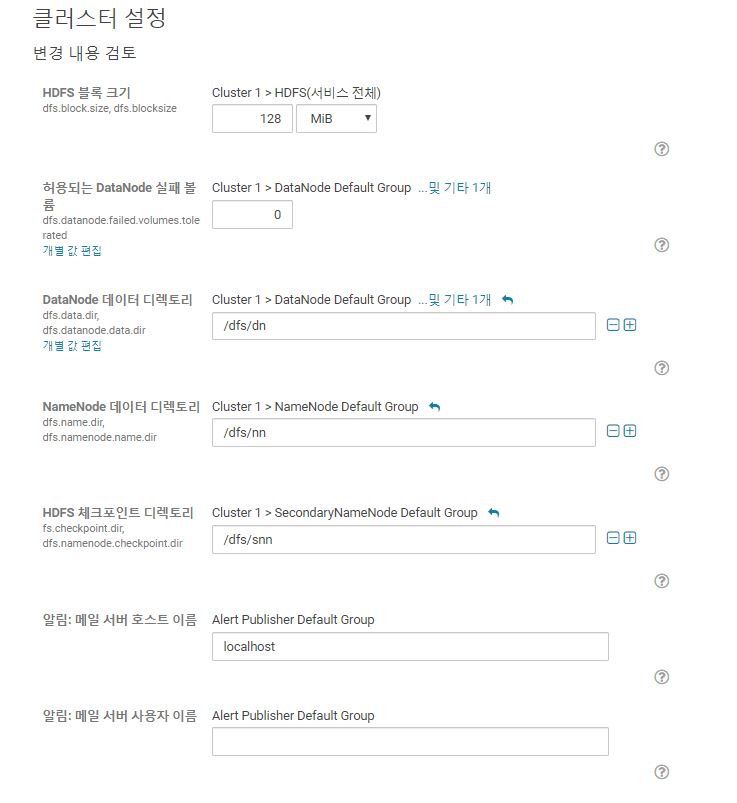 클러스터 설정
변경 내용 검토
HDFS 블록 크기
dfs.block.size, dfs.blocksize
Cluster 1 > HDFS(서비스 전체)
128
MiB
허용되는 DataNode 실패 볼
륨
dfs.datanode.failed.volumes.tole
rated
개별 값 편집
Cluster 1 > DataNode Default Group ...및 기타 1개
0
DataNode 데이터 디렉토리
dfs.data.dir,
dfs.datanode.data.dir
개별 값 편집
Cluster 1 > DataNode Default Group ...및 기타 1개
/dfs/dn
NameNode 데이터 디렉토리
dfs.name.dir,
dfs.namenode.name.dir
Cluster 1 > NameNode Default Group
/dfs/nn
HDFS 체크포인트 디렉토리
fs.checkpoint.dir,
dfs.namenode.checkpoint.dir
Cluster 1 > SecondaryNameNode Default Group
/dfs/snn
알림: 메일 서버 호스트 이름
Alert Publisher Default Group
localhost
알림: 메일 서버 사용자 이름
Alert Publisher Default Group